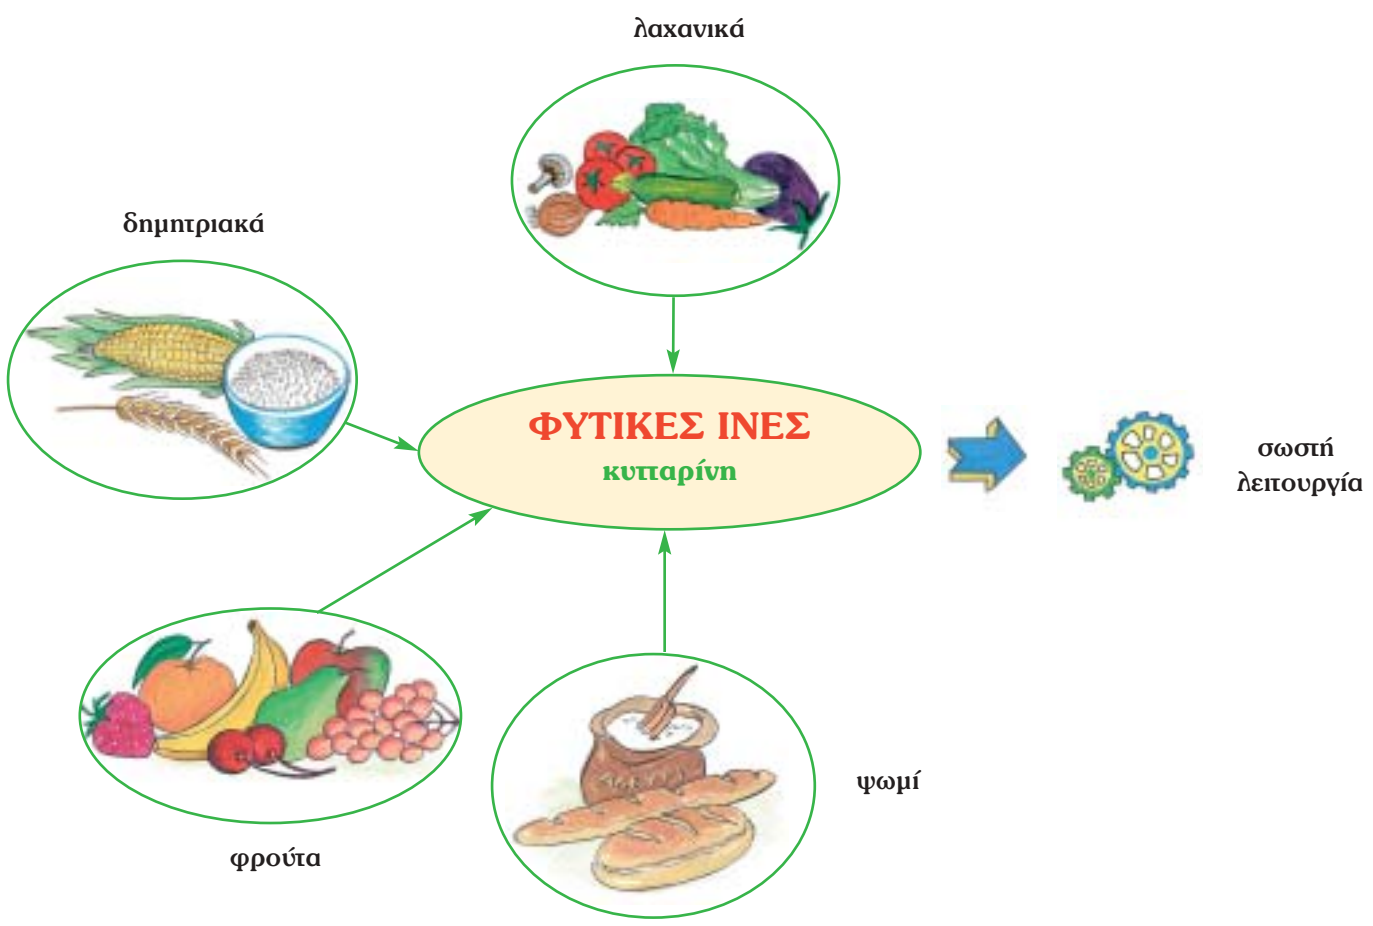 λαχανικά
δημητριακά
ΦΥΤΙΚΕΣ ΙΝΕΣ
κυτταρίνη
σωστή
λειτουργία
ψωμί
φρούτα